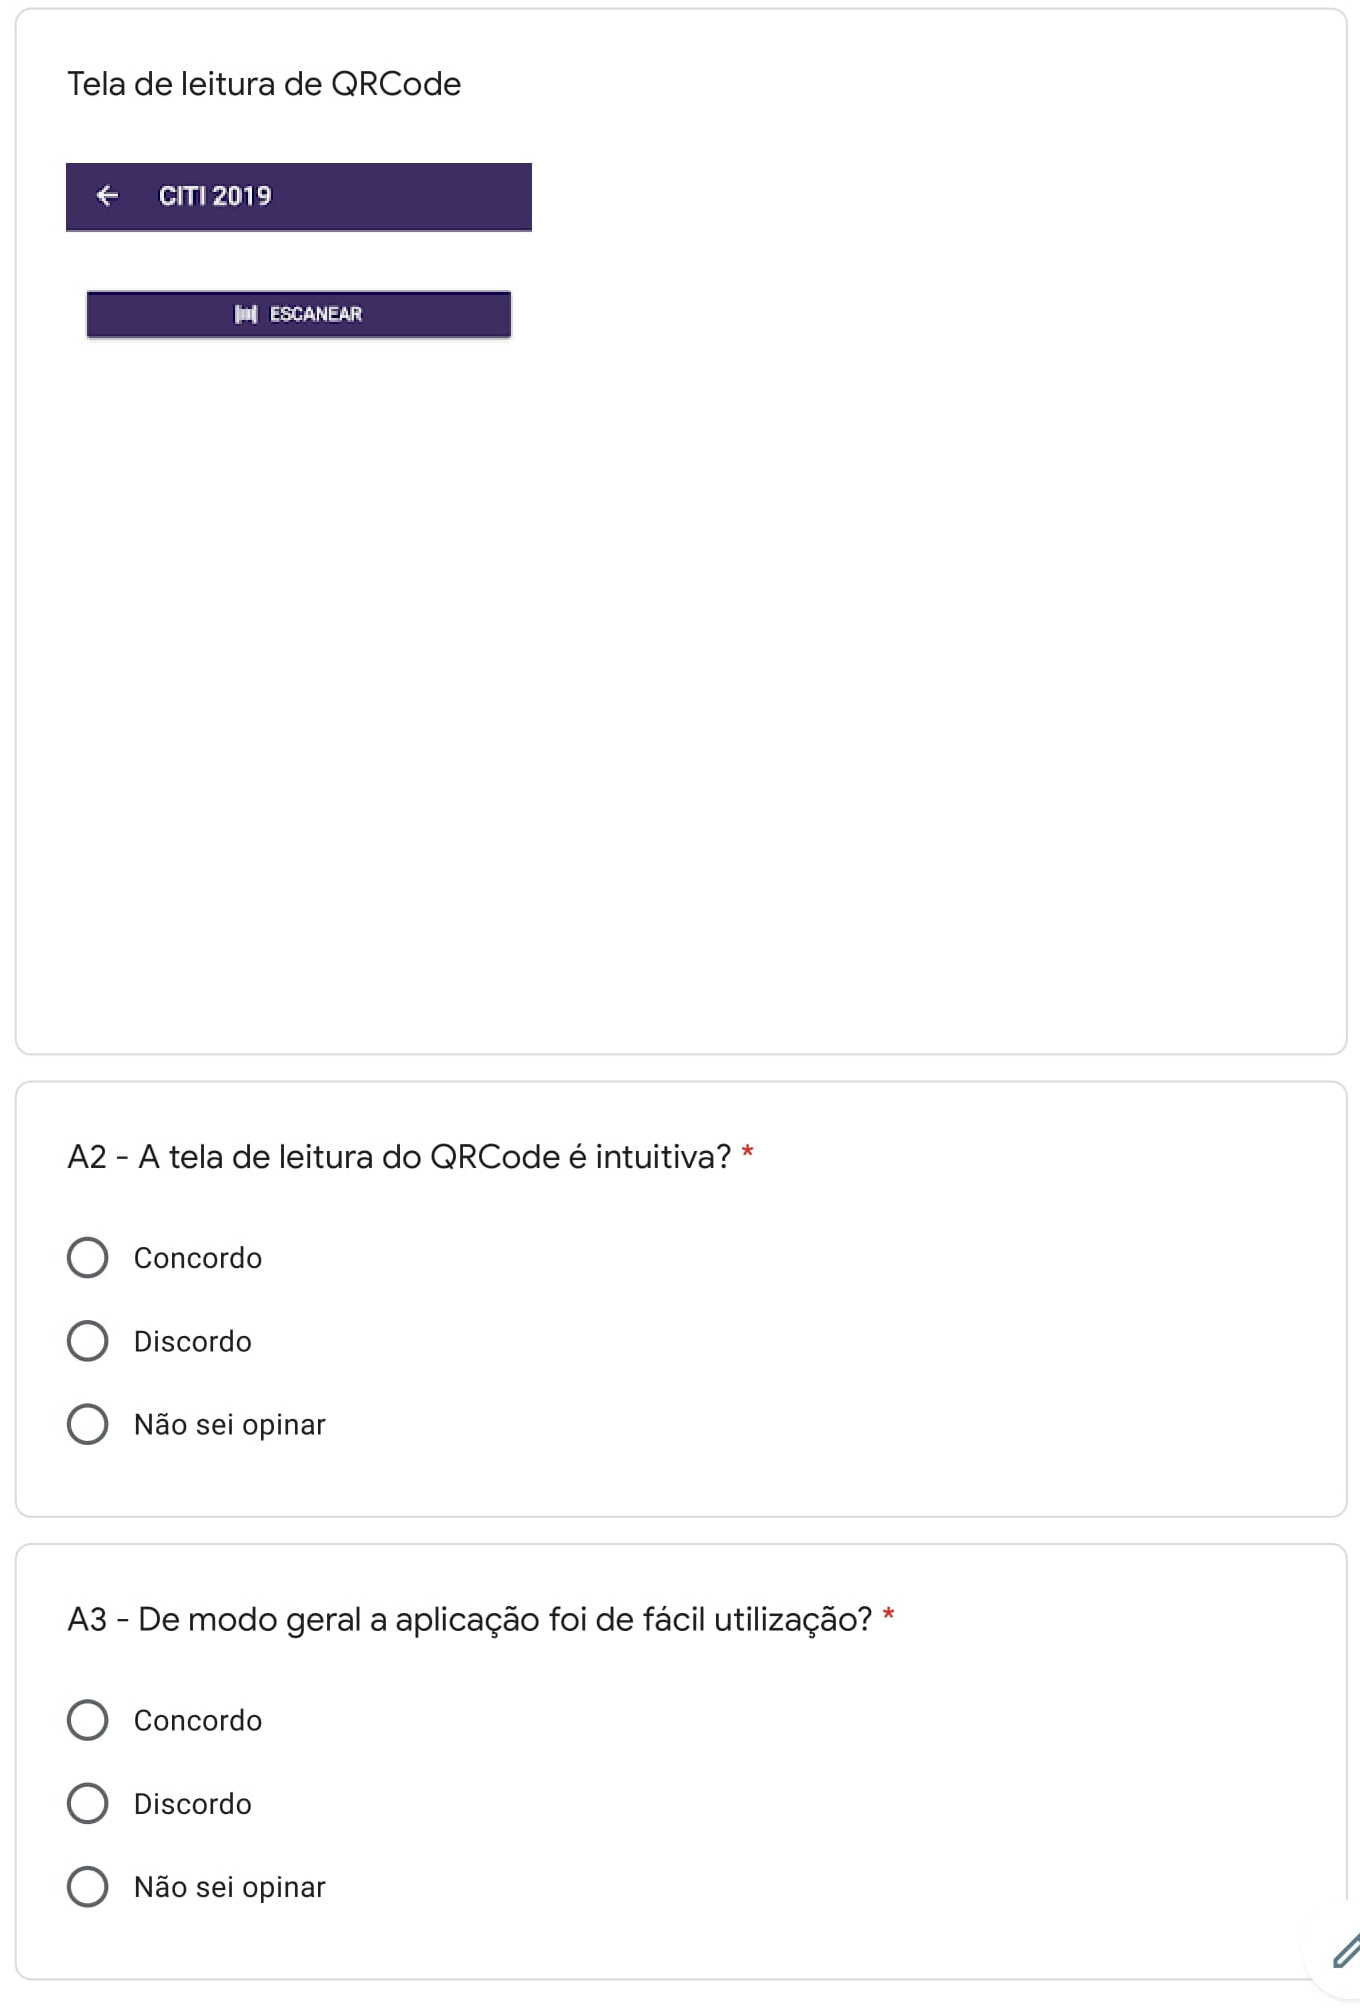 Tela de leitura de QRCode
CITI 2019
ESCANEAR
A2 - A tela de leitura do QRCode é intuitiva? *
Concordo
Discordo
Não sei opinar
A3 - De modo geral a aplicação foi de fácil utilização? *
Concordo
Discordo
Não sei opinar